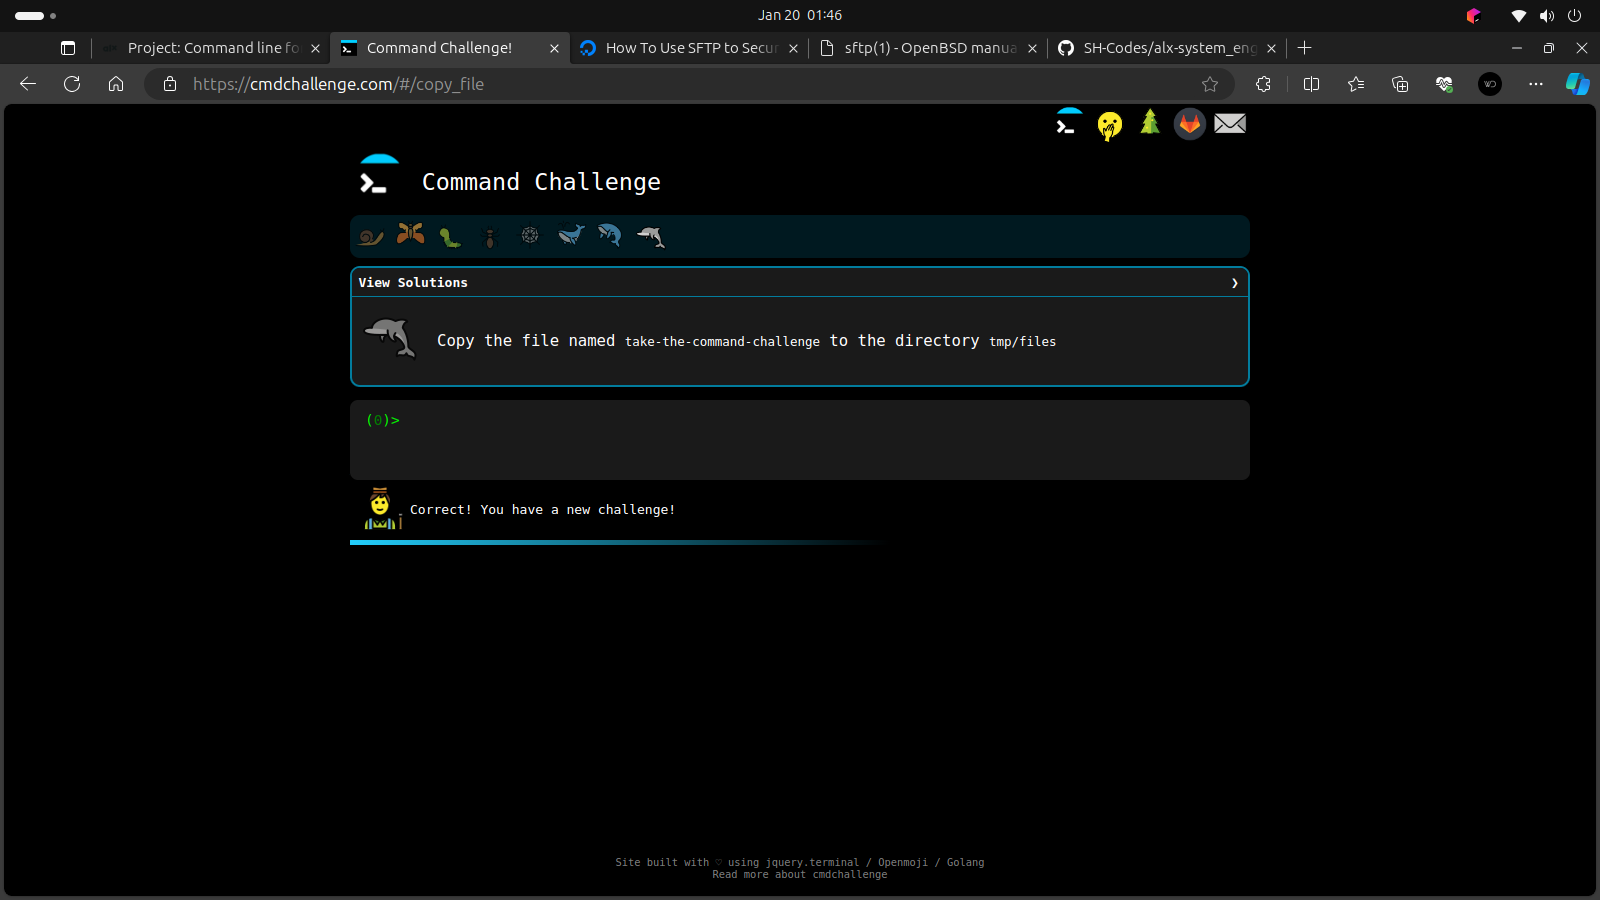 Jan 20 01:46
Project: Command line fo
Command Challenge!
How To Use SFTP to Secur
sftp(1) - OpenBSD manua
SH-Codes/alx-system_eng
https://cmdchallenge.com/#/copy_file
Command Challenge
View Solutions
Copy the file named take-the-command-challenge to the directory tmp/files
(0)>
Correct! You have a new challenge!
Site built with ♡ using jquery.terminal / Openmoji / Golang
Read more about cmdchallenge